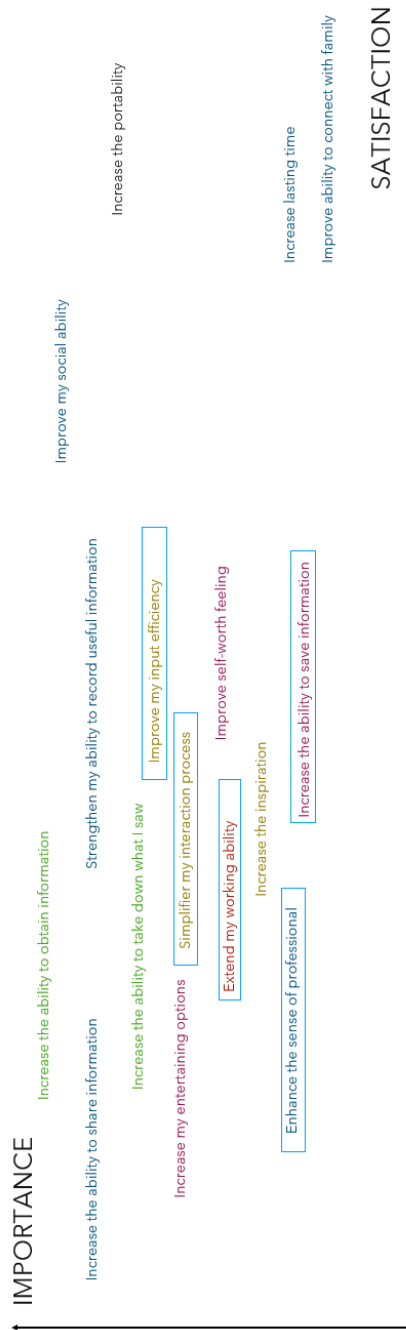 IMPORTANCE
Increase the ability to obtain information
Improve my social ability
Increase the ability to share information
Strengthen my ability to record useful information
Increase the portability
Increase the ability to take down what I saw
Improve my input efficiency
Increase my entertaining options
Simplifier my interaction process
Extend my working ability
Improve self-worth feeling
Increase the inspiration
Enhance the sense of professional
Increase the ability to save information
Increase lasting time
Improve ability to connect with family
SATISFACTION